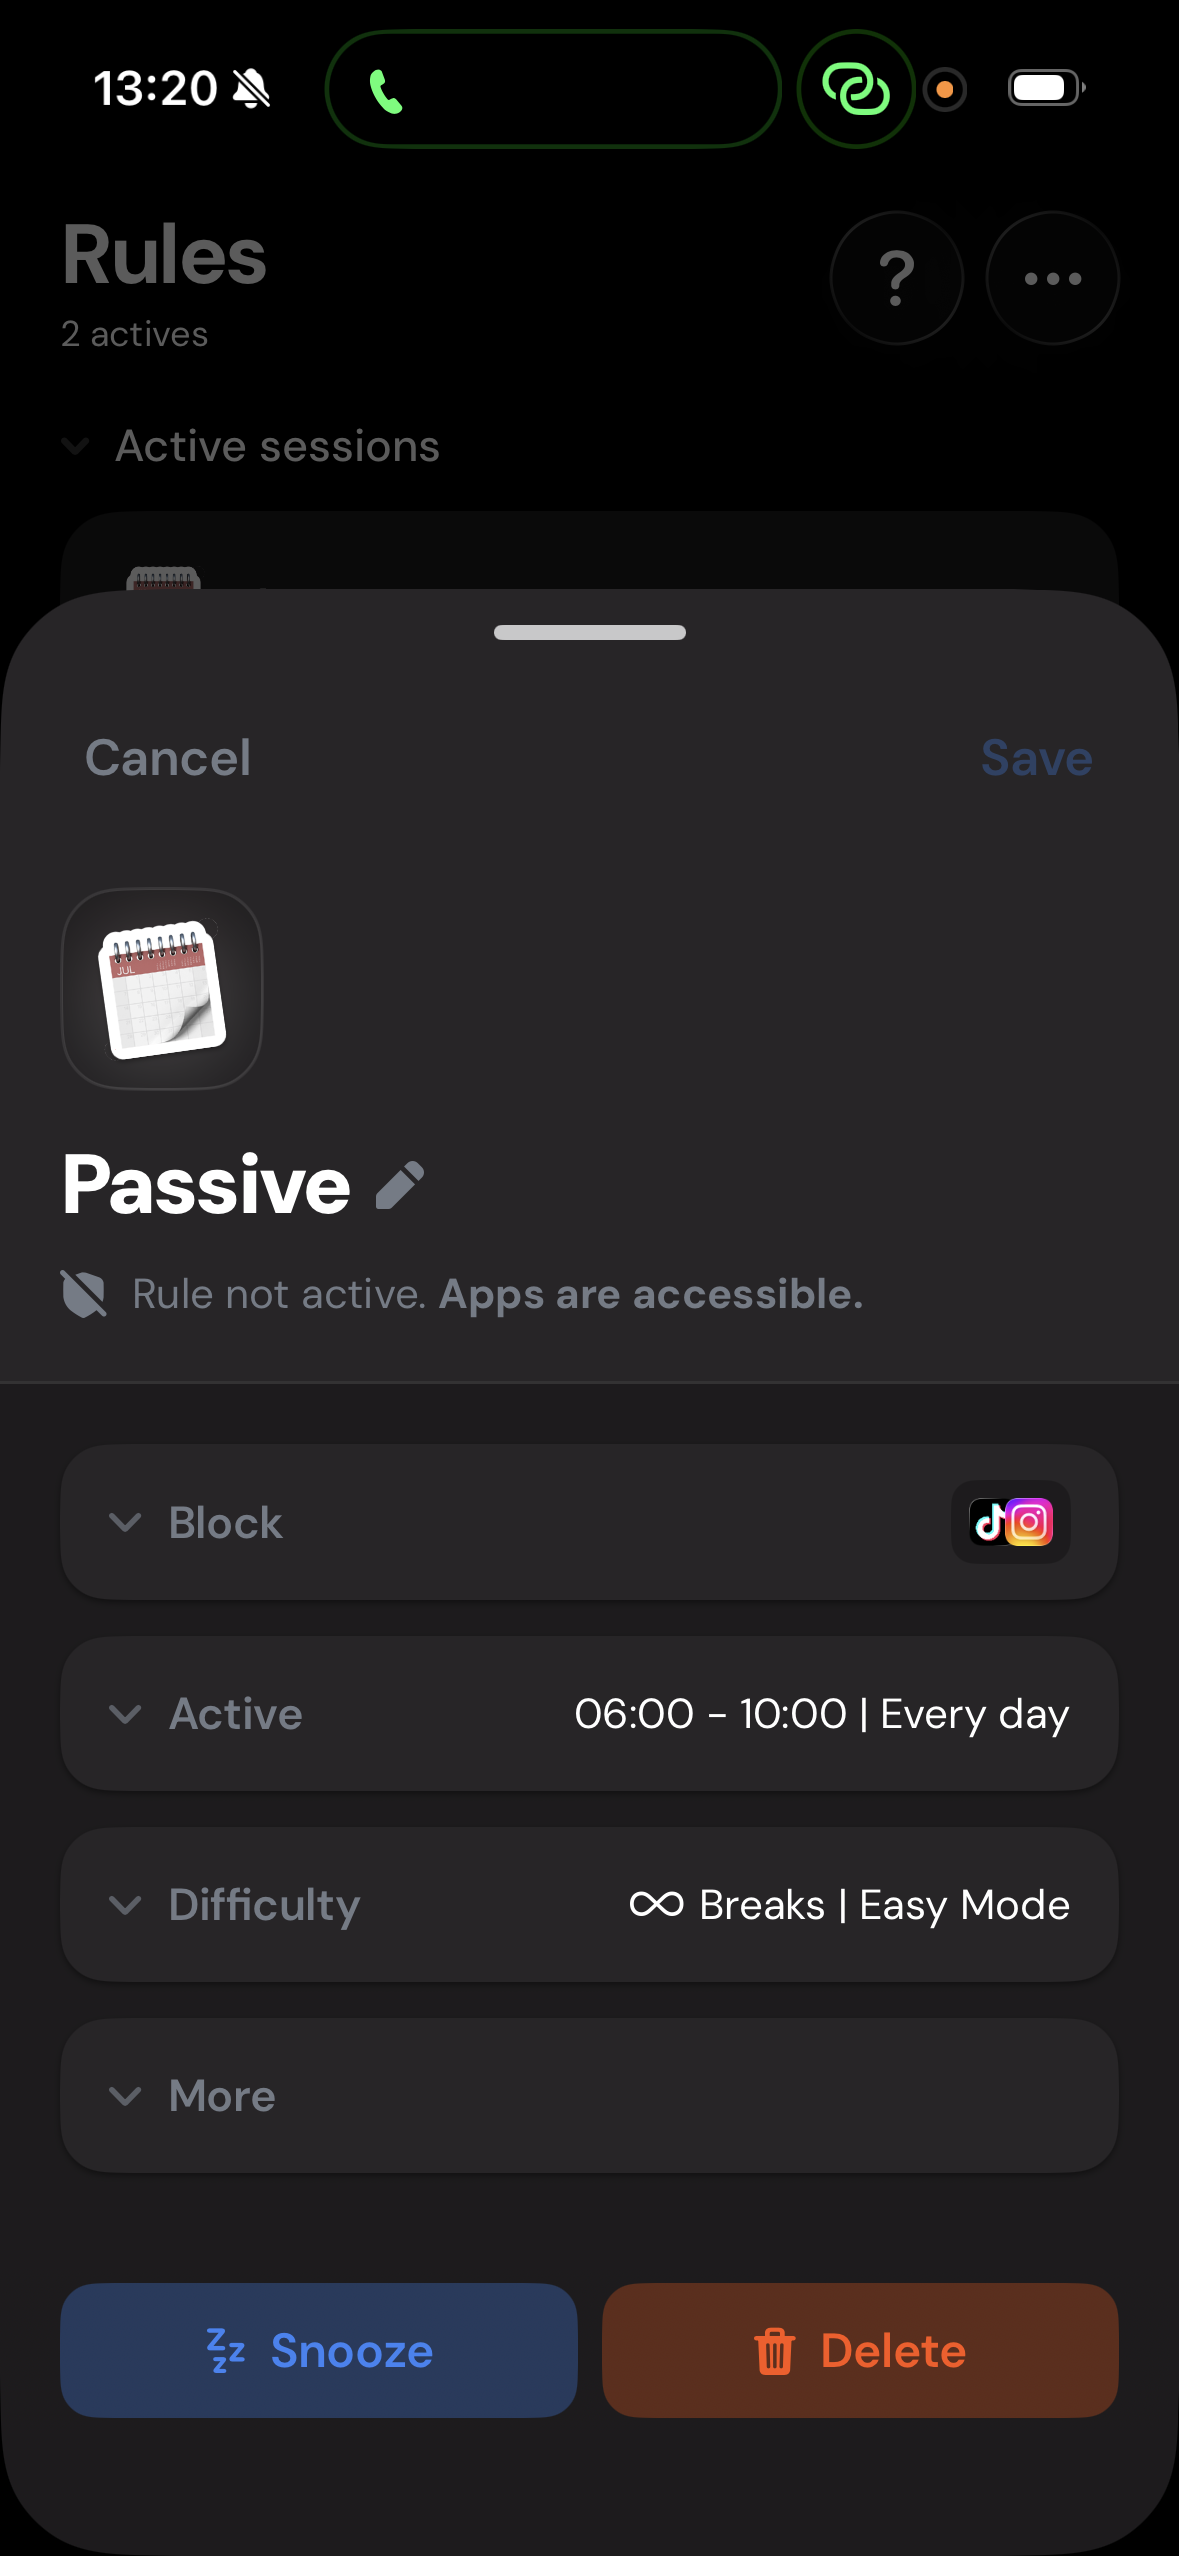 13:20
Rules
2 actives
Active sessions
Cancel
Save
JUL
Passive
Rule not active. Apps are accessible.
Block
Active
06:00 – 10:00 | Every day
Difficulty
∞ Breaks | Easy Mode
More
Snooze
Delete